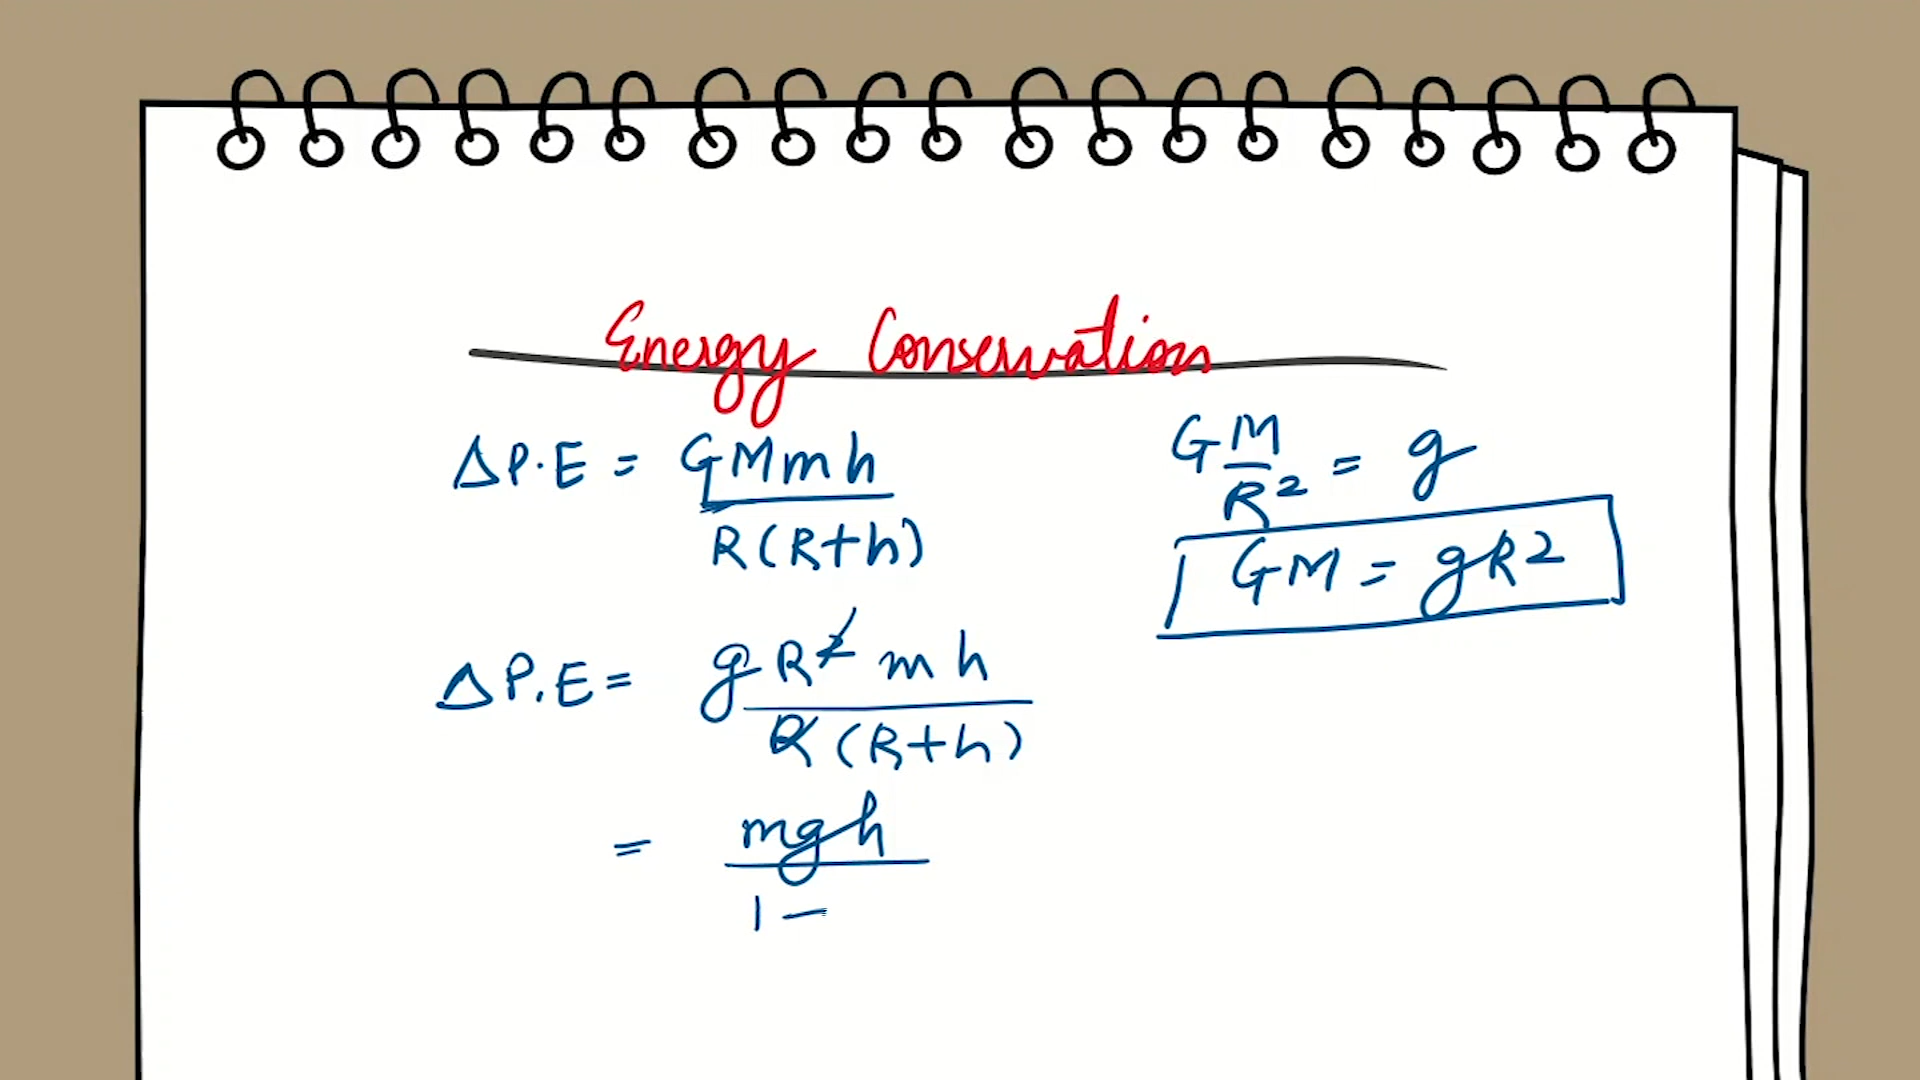 Energy Conservation
ΔP.E = GMmh / R(R+h)
GM/R² = g
GM = gR²
ΔP.E = gR² mh / R(R+h)
= mgh / 1 –